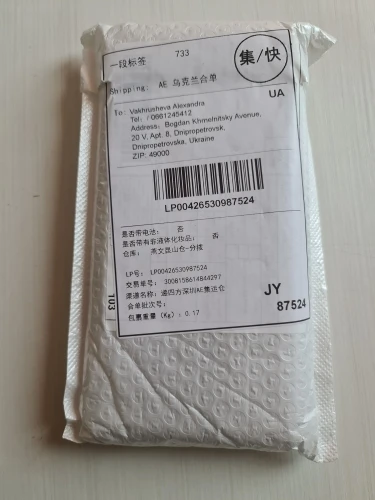 一段标签 733
集/快
Shipping: AE 乌克兰合单
To: Vakhrusheva Alexandra UA
Tel: / 0661245412
Address: Bogdan Khmelnitsky Avenue,
20 V, Apt. 8, Dnipropetrovsk,
Dnipropetrovska, Ukraine
ZIP: 49000
LP00426530987524
是否带电池: 否
是否带有非液体化妆品: 否
仓库: 燕文昆山仓-分拨
LP号: LP00426530987524
交易单号: 3008158614844297
渠道名称: 递四方深圳AE集运仓
合单批次号:
包裹重量(Kg): 0.17
JY
87524
103